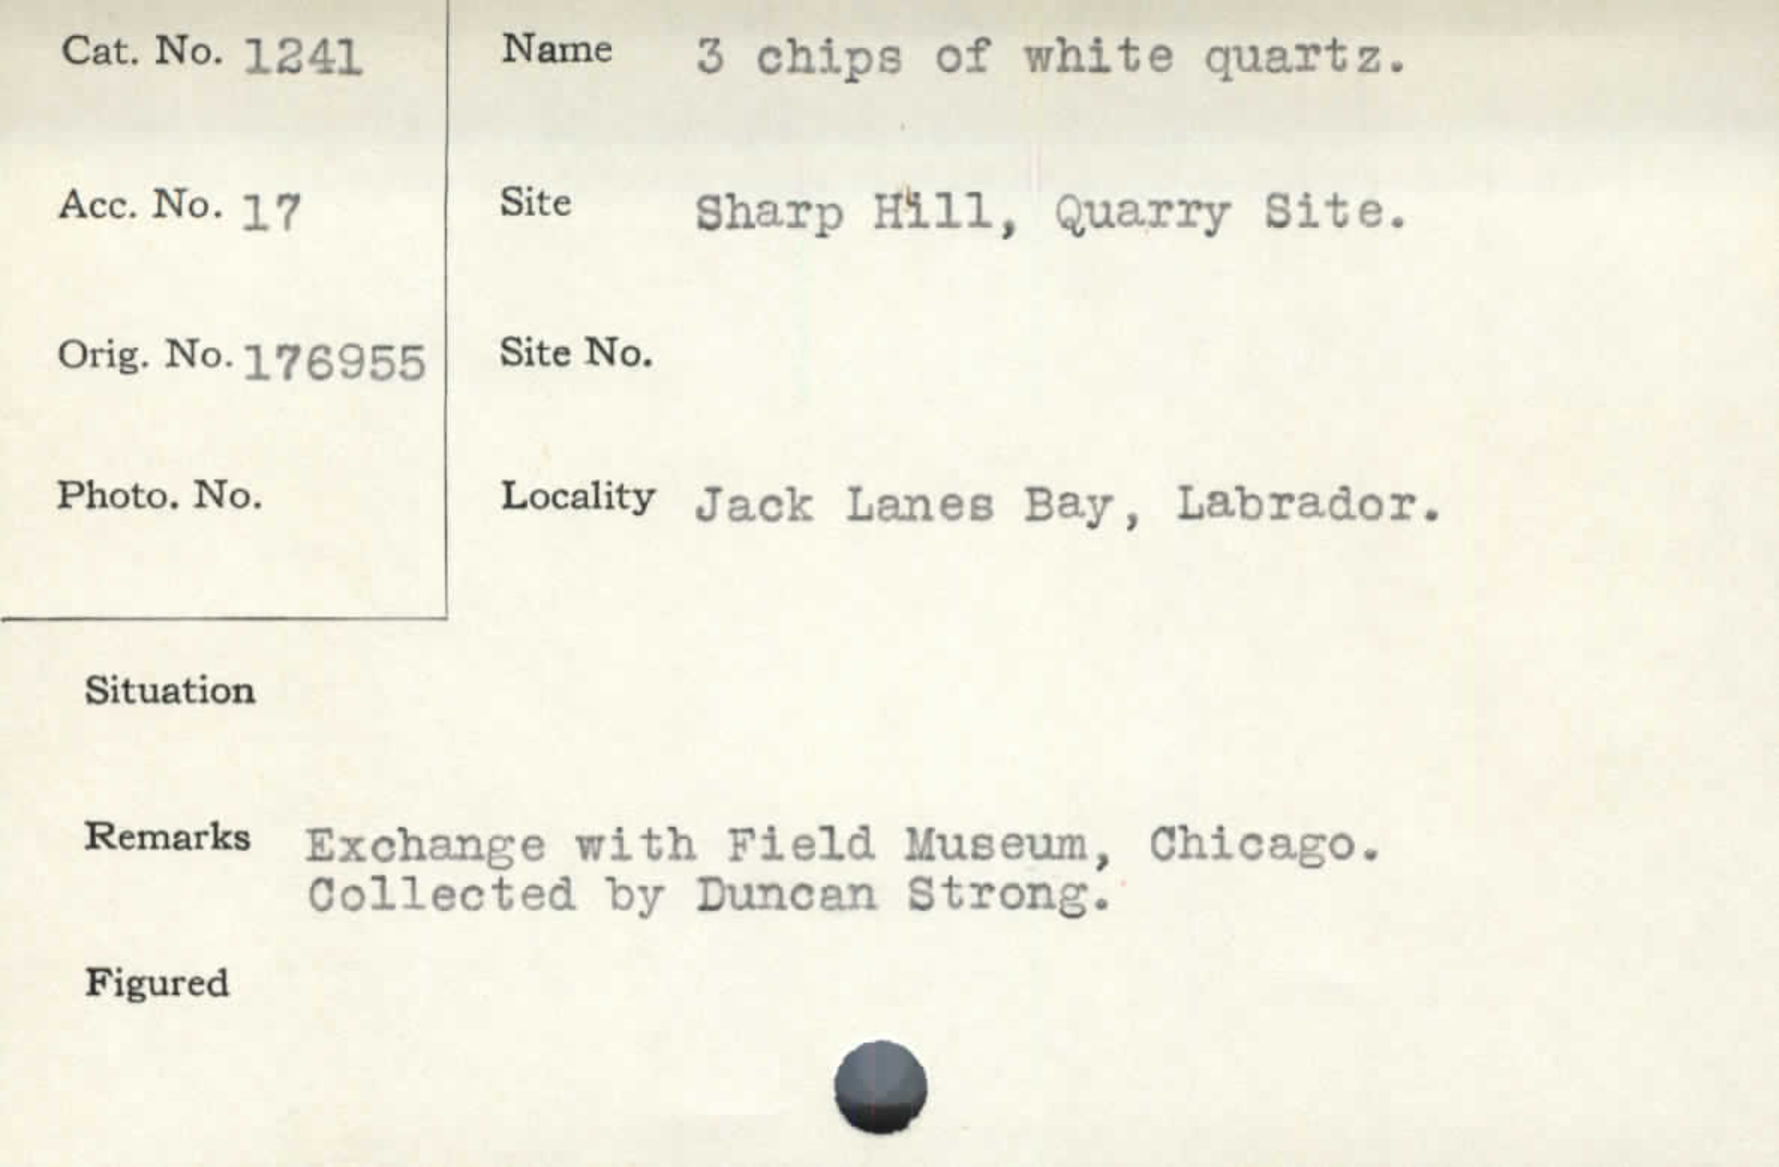 Cat. No. 1241
Name 3 chips of white quartz.
Acc. No. 17
Site Sharp Hill, Quarry Site.
Orig. No. 176955
Site No.
Photo. No.
Locality Jack Lanes Bay, Labrador.
Situation
Remarks Exchange with Field Museum, Chicago.
Collected by Duncan Strong.
Figured